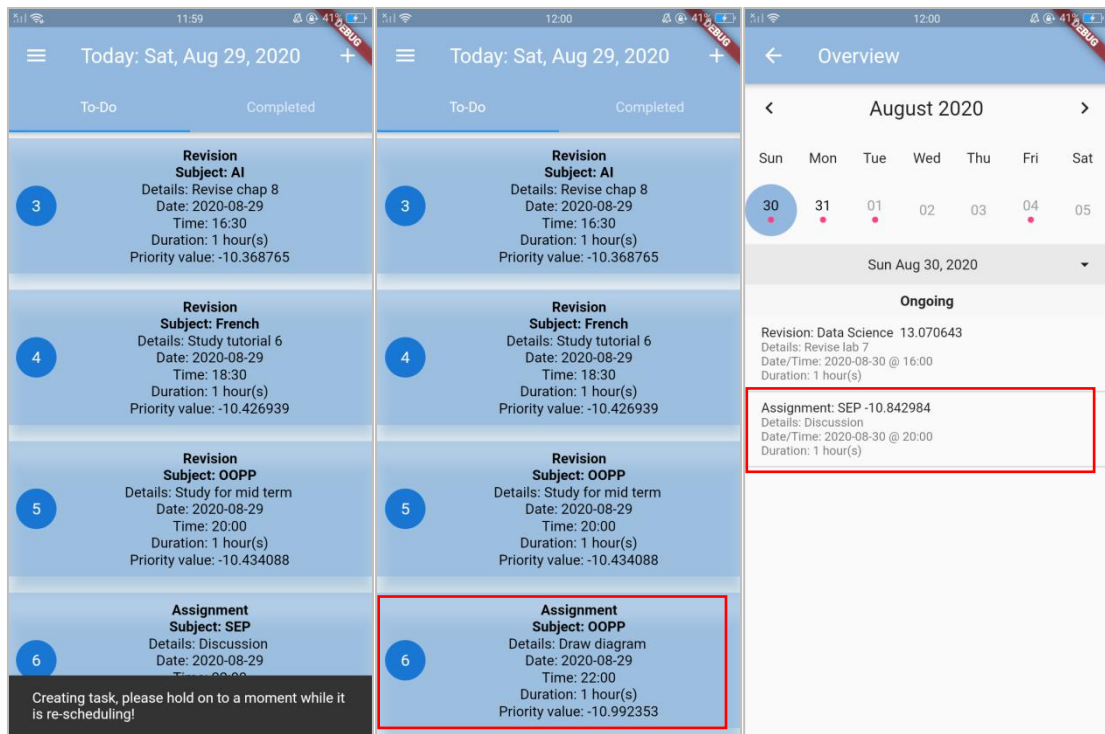 11:59
41%
DEBUG
Today: Sat, Aug 29, 2020
+
To-Do
Completed
Revision
Subject: AI
3
Details: Revise chap 8
Date: 2020-08-29
Time: 16:30
Duration: 1 hour(s)
Priority value: -10.368765
Revision
Subject: French
4
Details: Study tutorial 6
Date: 2020-08-29
Time: 18:30
Duration: 1 hour(s)
Priority value: -10.426939
Revision
Subject: OOPP
5
Details: Study for mid term
Date: 2020-08-29
Time: 20:00
Duration: 1 hour(s)
Priority value: -10.434088
Assignment
Subject: SEP
6
Details: Discussion
Date: 2020-08-29
Creating task, please hold on to a moment while it
is re-scheduling!
12:00
41%
DEBUG
Today: Sat, Aug 29, 2020
+
To-Do
Completed
Revision
Subject: AI
3
Details: Revise chap 8
Date: 2020-08-29
Time: 16:30
Duration: 1 hour(s)
Priority value: -10.368765
Revision
Subject: French
4
Details: Study tutorial 6
Date: 2020-08-29
Time: 18:30
Duration: 1 hour(s)
Priority value: -10.426939
Revision
Subject: OOPP
5
Details: Study for mid term
Date: 2020-08-29
Time: 20:00
Duration: 1 hour(s)
Priority value: -10.434088
Assignment
Subject: OOPP
6
Details: Draw diagram
Date: 2020-08-29
Time: 22:00
Duration: 1 hour(s)
Priority value: -10.992353
12:00
41%
DEBUG
Overview
August 2020
Sun Mon Tue Wed Thu Fri Sat
30 31 01 02 03 04 05
Sun Aug 30, 2020
Ongoing
Revision: Data Science 13.070643
Details: Revise lab 7
Date/Time: 2020-08-30 @ 16:00
Duration: 1 hour(s)
Assignment: SEP -10.842984
Details: Discussion
Date/Time: 2020-08-30 @ 20:00
Duration: 1 hour(s)